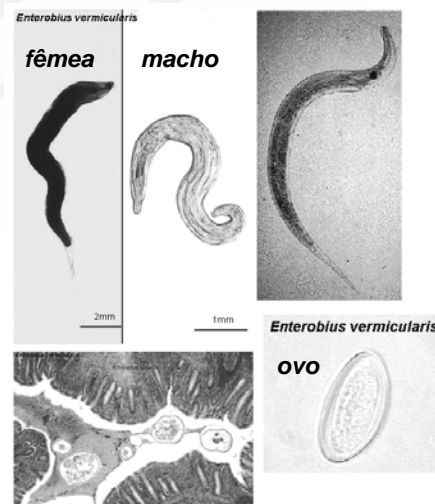 Enterobius vermicularis
fêmea
macho
2mm
1mm
Enterobius vermicularis
ovo